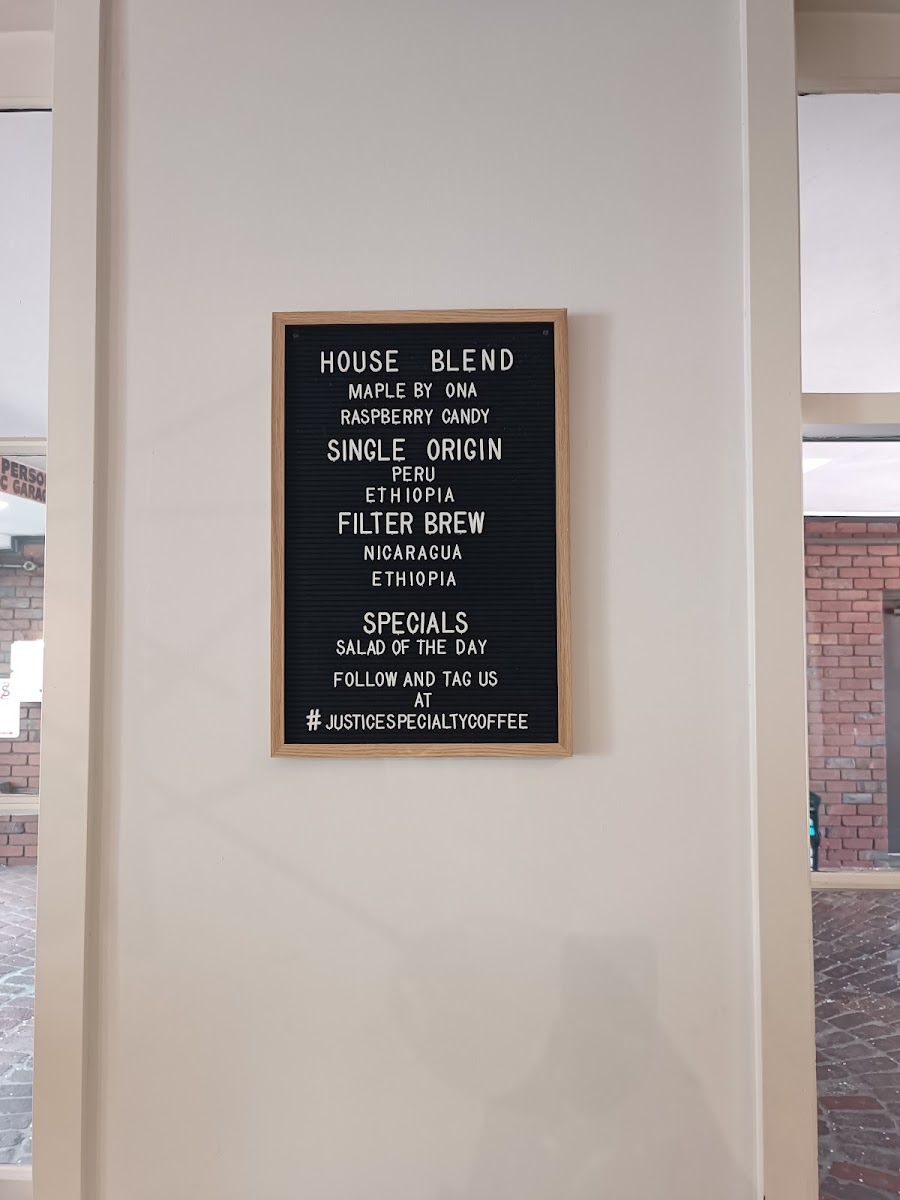 HOUSE BLEND
MAPLE BY ONA
RASPBERRY CANDY
SINGLE ORIGIN
PERU
ETHIOPIA
FILTER BREW
NICARAGUA
ETHIOPIA
SPECIALS
SALAD OF THE DAY
FOLLOW AND TAG US
AT
#JUSTICESPECIALTYCOFFEE